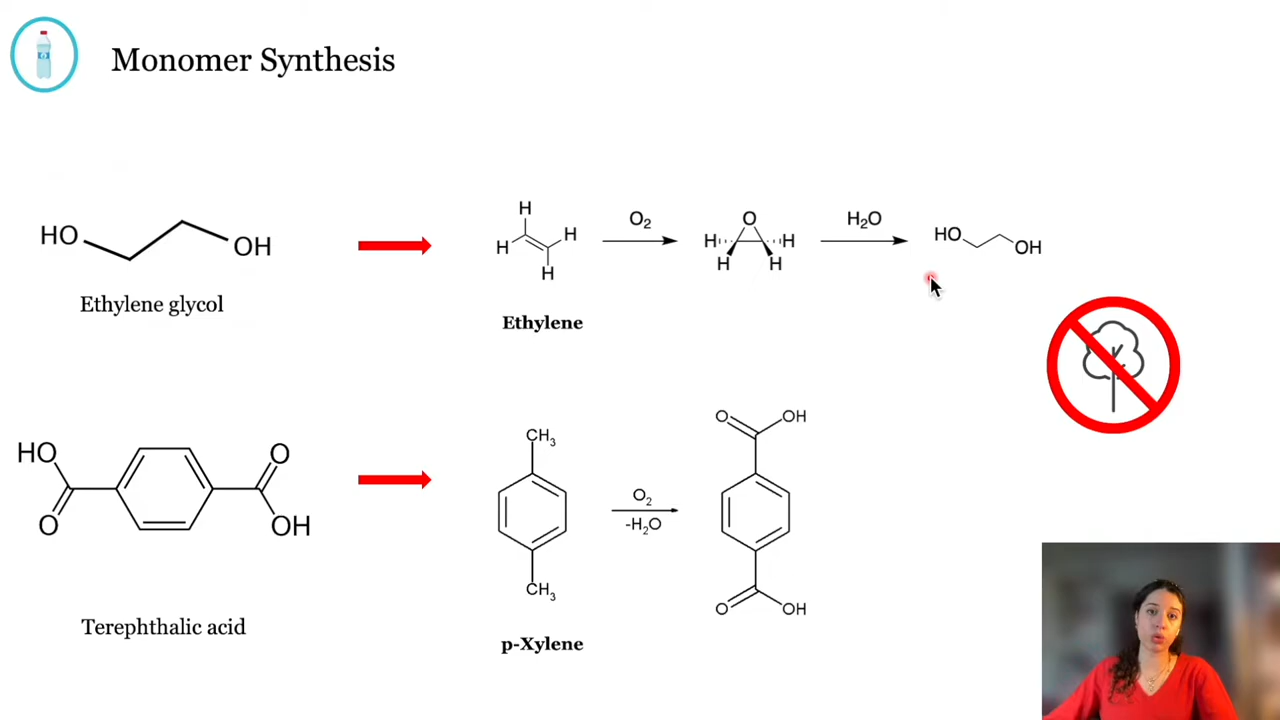 Monomer Synthesis
HO
OH
Ethylene glycol
H
H
H
H
Ethylene
O₂
O
H
H
H
H
H₂O
HO
OH
HO
O
O
OH
Terephthalic acid
CH₃
CH₃
p-Xylene
O₂
-H₂O
O
OH
O
OH